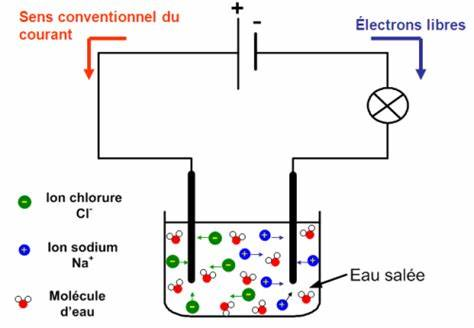 Sens conventionnel du
courant
+
-
Électrons libres
Ion chlorure
Cl-
Ion sodium
Na+
Molécule
d'eau
Eau salée